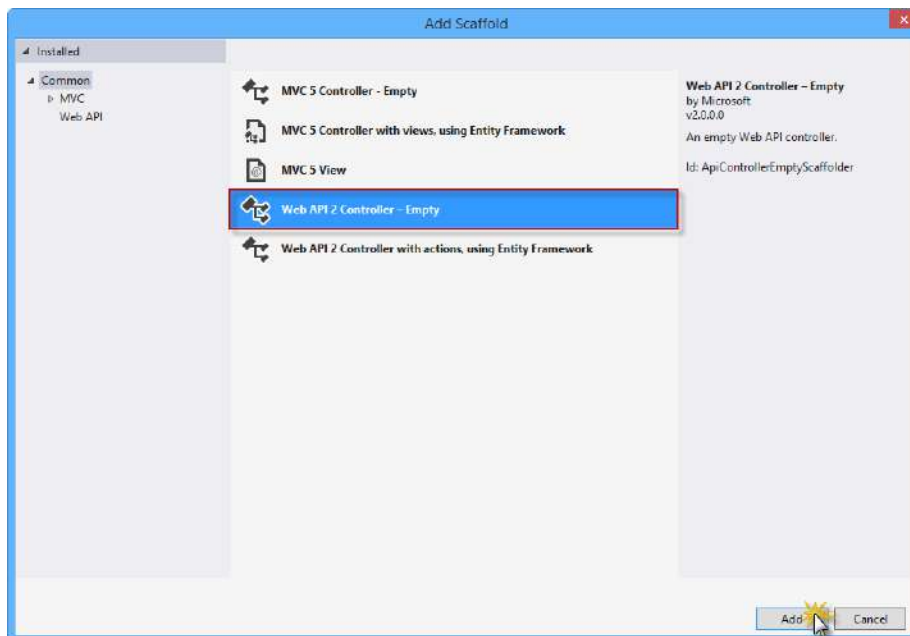 Add Scaffold
Installed
Common
MVC
Web API
MVC 5 Controller - Empty
MVC 5 Controller with views, using Entity Framework
MVC 5 View
Web API 2 Controller – Empty
Web API 2 Controller with actions, using Entity Framework
Web API 2 Controller – Empty
by Microsoft
v2.0.0.0
An empty Web API controller.
Id: ApiControllerEmptyScaffolder
Add
Cancel